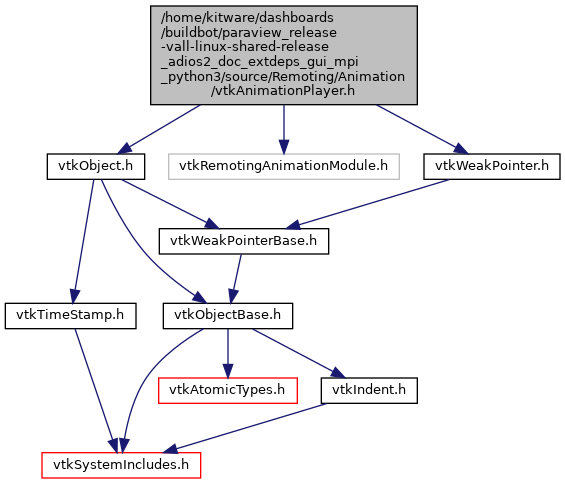 /home/kitware/dashboards
/buildbot/paraview_release
-vall-linux-shared-release
_adios2_doc_extdeps_gui_mpi
_python3/source/Remoting/Animation
/vtkAnimationPlayer.h
vtkObject.h
vtkRemotingAnimationModule.h
vtkWeakPointer.h
vtkWeakPointerBase.h
vtkTimeStamp.h
vtkObjectBase.h
vtkAtomicTypes.h
vtkIndent.h
vtkSystemIncludes.h